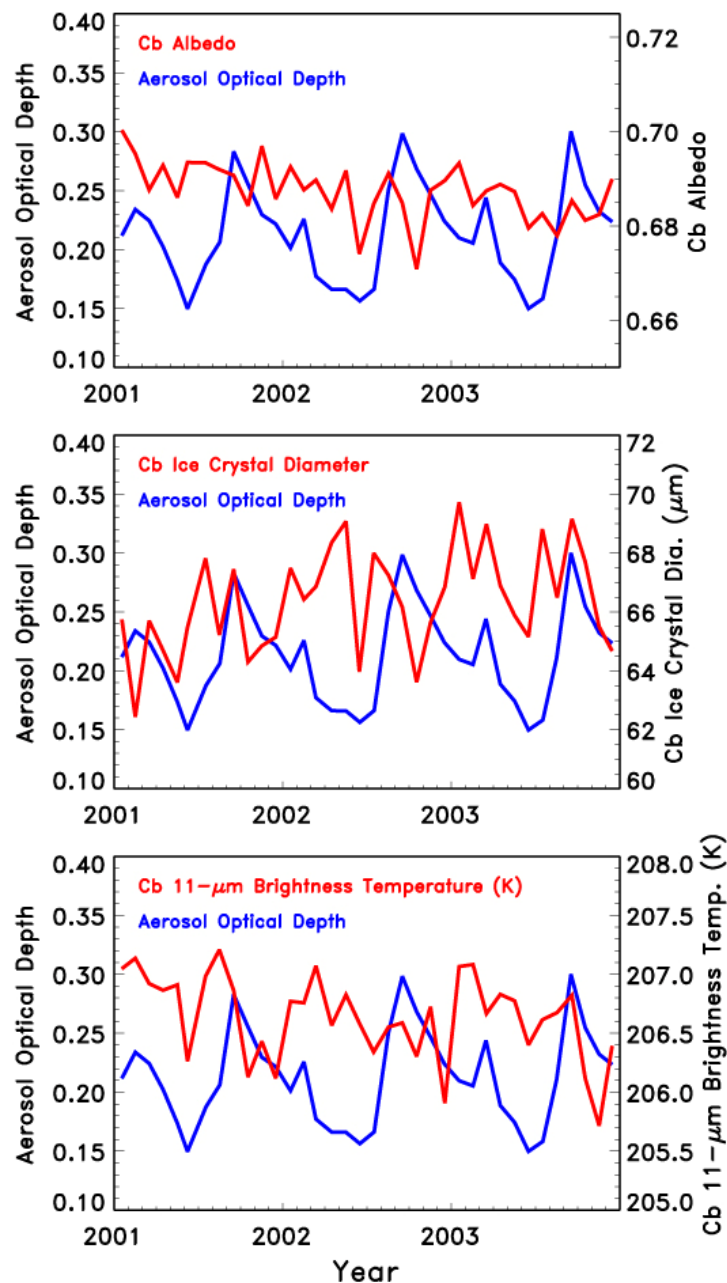 0.40
0.35
0.30
0.25
0.20
0.15
0.10
Aerosol Optical Depth
Cb Albedo
Aerosol Optical Depth
0.72
0.70
0.68
0.66
Cb Albedo
2001 2002 2003
0.40
0.35
0.30
0.25
0.20
0.15
0.10
Aerosol Optical Depth
Cb Ice Crystal Diameter
Aerosol Optical Depth
72
70
68
66
64
62
60
Cb Ice Crystal Dia. (μm)
2001 2002 2003
0.40
0.35
0.30
0.25
0.20
0.15
0.10
Aerosol Optical Depth
Cb 11-μm Brightness Temperature (K)
Aerosol Optical Depth
208.0
207.5
207.0
206.5
206.0
205.5
205.0
Cb 11-μm Brightness Temp. (K)
2001 2002 2003
Year